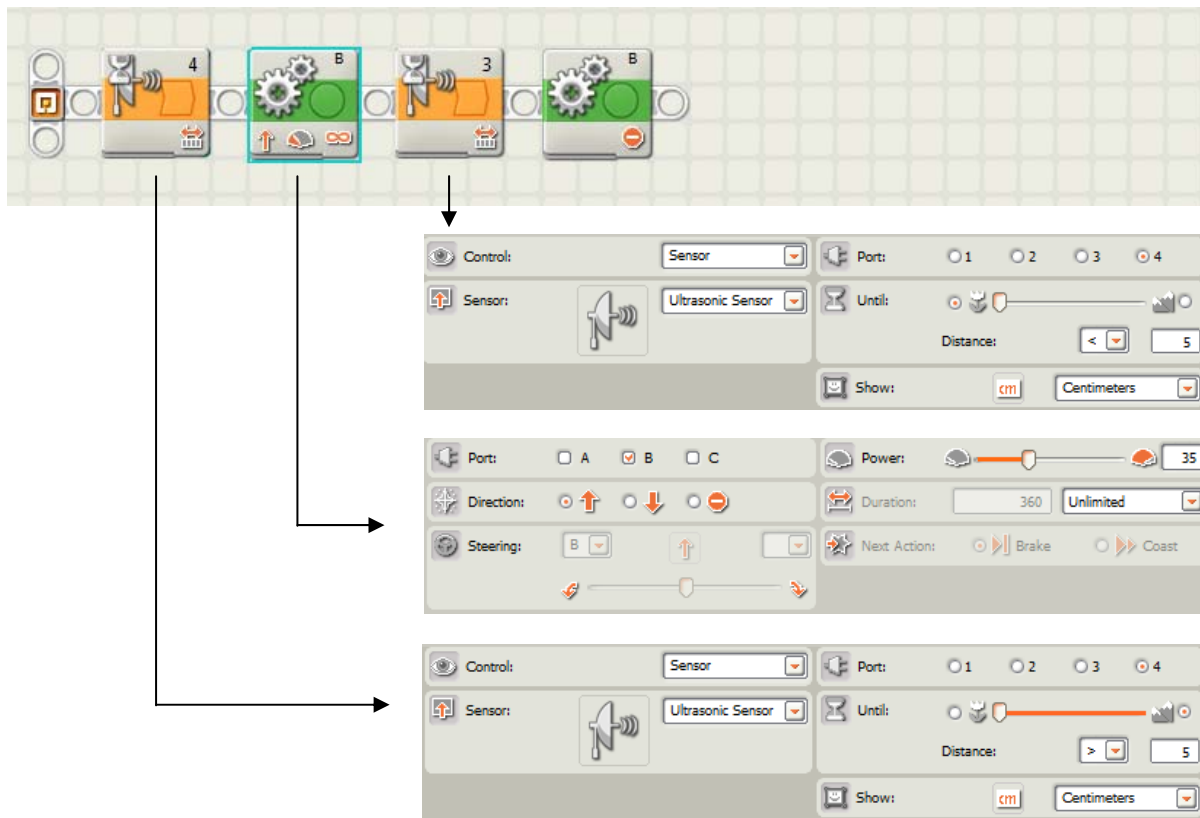 4 B 3 B
Control: Sensor Port: 1 2 3 4
Sensor: Ultrasonic Sensor Until:
Distance: < 5
Show: cm Centimeters
Port: A B C Power: 35
Direction: Duration: 360 Unlimited
Steering: B Next Action: Brake Coast
Control: Sensor Port: 1 2 3 4
Sensor: Ultrasonic Sensor Until:
Distance: > 5
Show: cm Centimeters